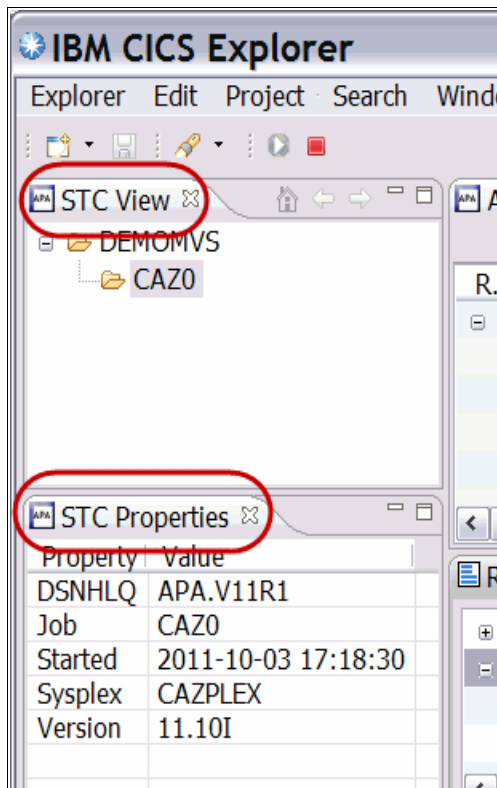 IBM CICS Explorer
Explorer Edit Project Search
STC View
DEMOMVS
CAZ0
STC Properties
Property Value
DSNHLQ APA.V11R1
Job CAZ0
Started 2011-10-03 17:18:30
Sysplex CAZPLEX
Version 11.10I